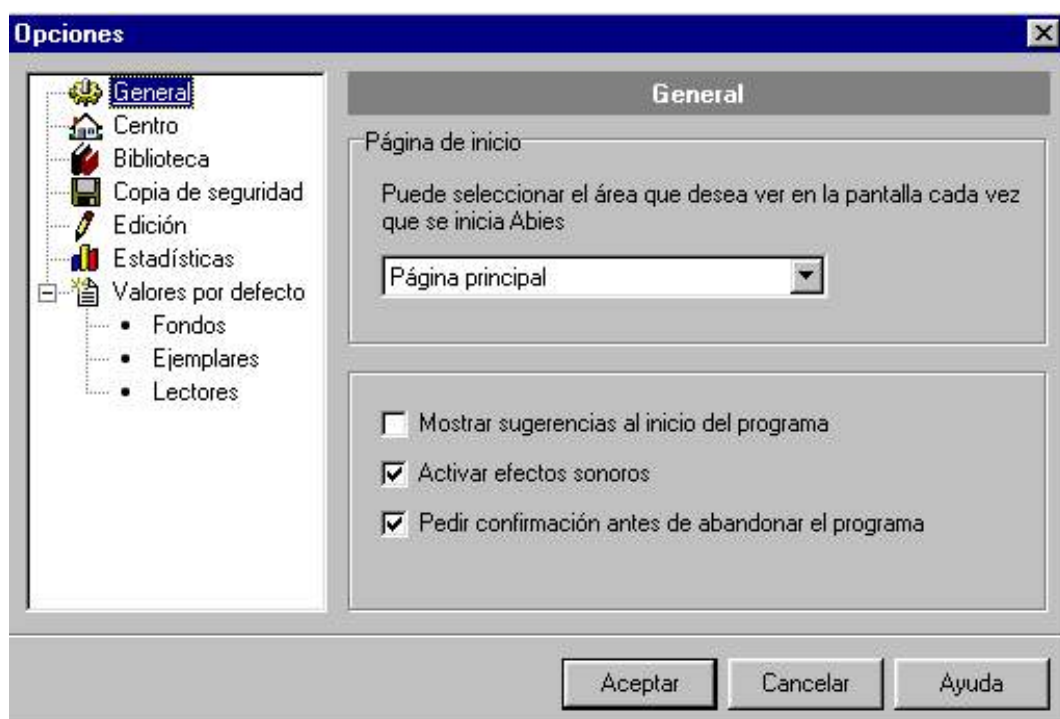 Opciones
General
Centro
Biblioteca
Copia de seguridad
Edición
Estadísticas
Valores por defecto
Fondos
Ejemplares
Lectores
General
Página de inicio
Puede seleccionar el área que desea ver en la pantalla cada vez
que se inicia Abies
Página principal
Mostrar sugerencias al inicio del programa
Activar efectos sonoros
Pedir confirmación antes de abandonar el programa
Aceptar
Cancelar
Ayuda